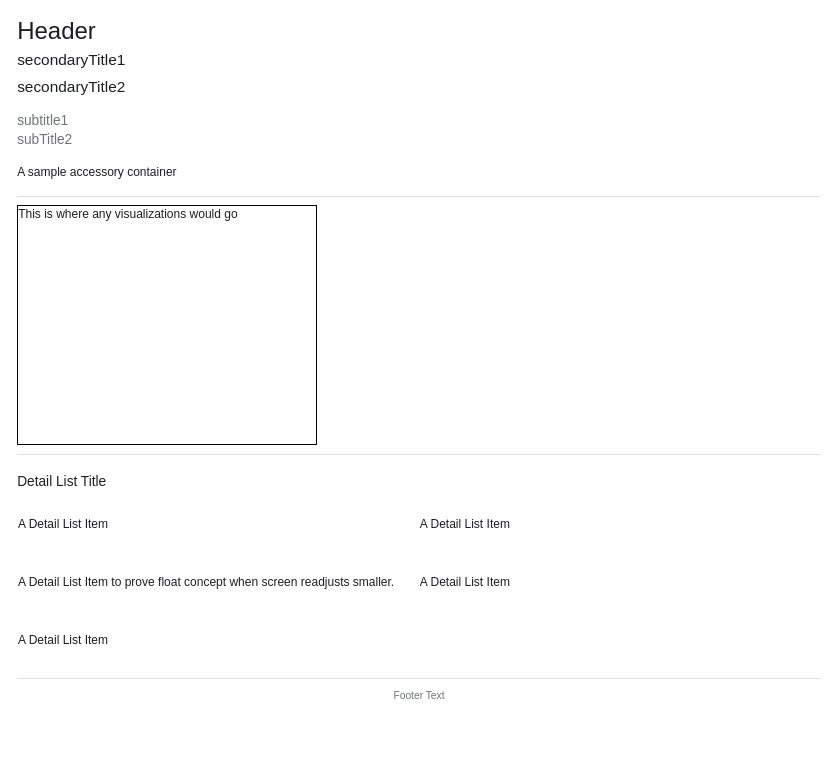 Header
secondaryTitle1
secondaryTitle2
subtitle1
subTitle2
A sample accessory container
This is where any visualizations would go
Detail List Title
A Detail List Item
A Detail List Item
A Detail List Item to prove float concept when screen readjusts smaller.
A Detail List Item
A Detail List Item
Footer Text